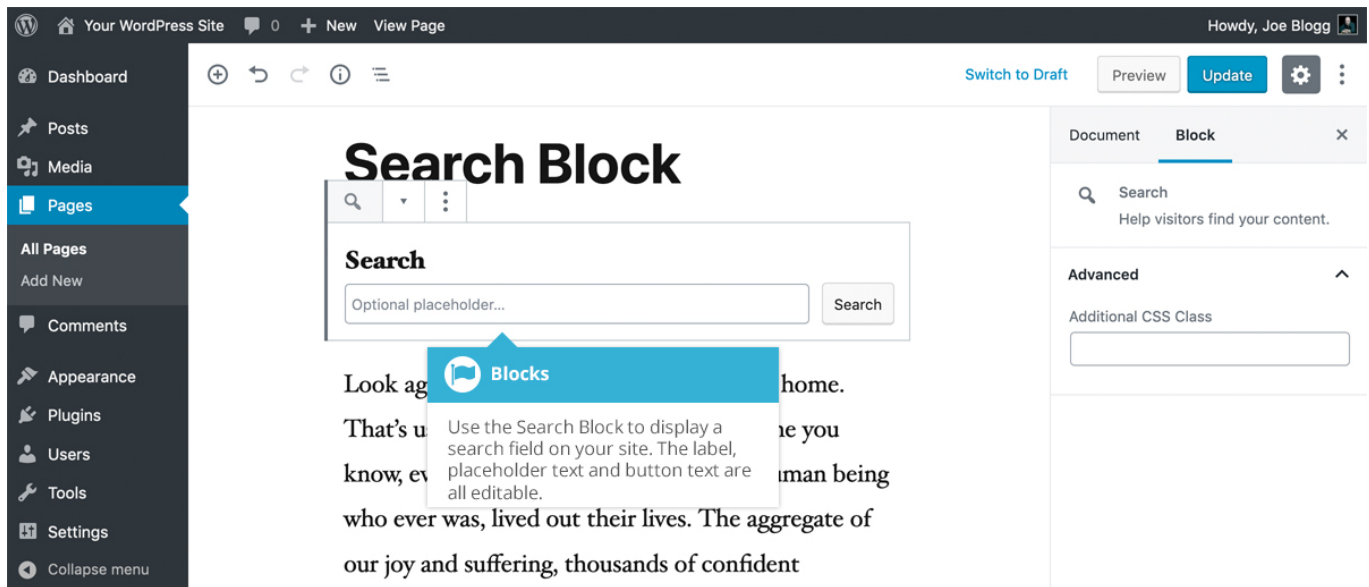 Your WordPress Site 0 New View Page Howdy, Joe Blogg
Dashboard
Posts
Media
Pages
All Pages
Add New
Comments
Appearance
Plugins
Users
Tools
Settings
Collapse menu
Switch to Draft Preview Update
Search Block
Search
Optional placeholder... Search
Blocks
Use the Search Block to display a
search field on your site. The label,
placeholder text and button text are
all editable.
Look home.
That's you
know, being
who ever was, lived out their lives. The aggregate of
our joy and suffering, thousands of confident
Document Block
Search
Help visitors find your content.
Advanced
Additional CSS Class